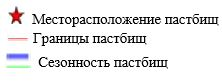 Месторасположение пастбищ
Границы пастбищ
Сезонность пастбищ